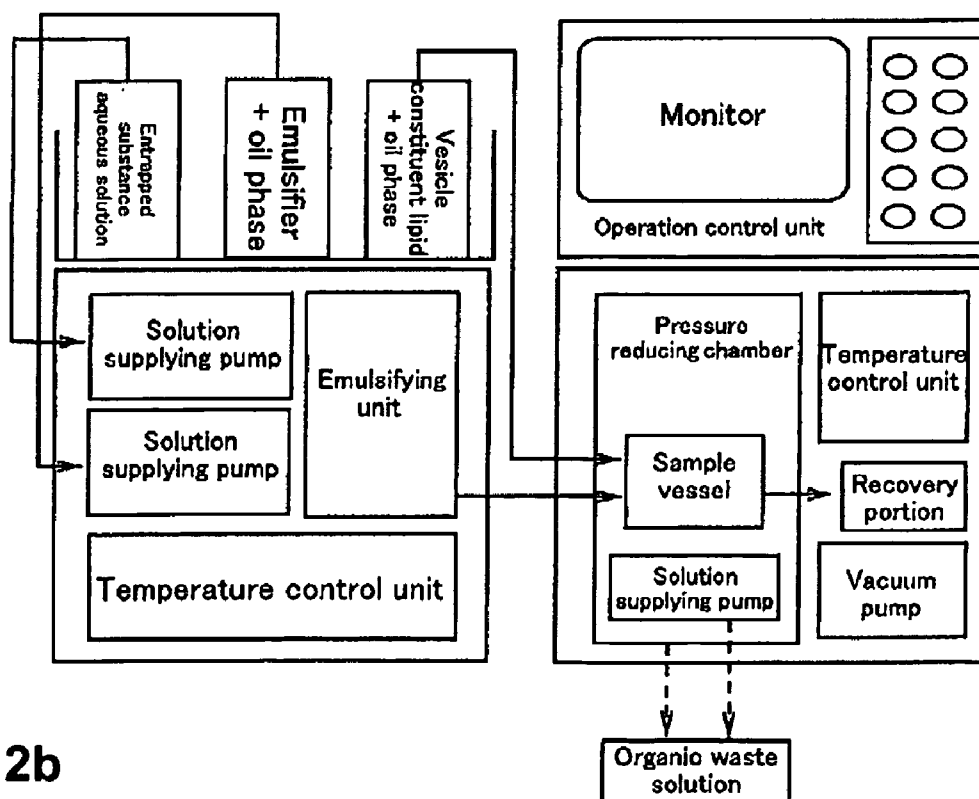 Entrapped
substance
aqueous solution
Emulsifier
+ oil phase
Vesicle
constituent lipid
+ oil phase
Monitor
Operation control unit
Solution
supplying pump
Solution
supplying pump
Emulsifying
unit
Temperature control unit
Pressure
reducing chamber
Sample
vessel
Solution
supplying pump
Temperature
control unit
Recovery
portion
Vacuum
pump
Organic waste
solution
2b